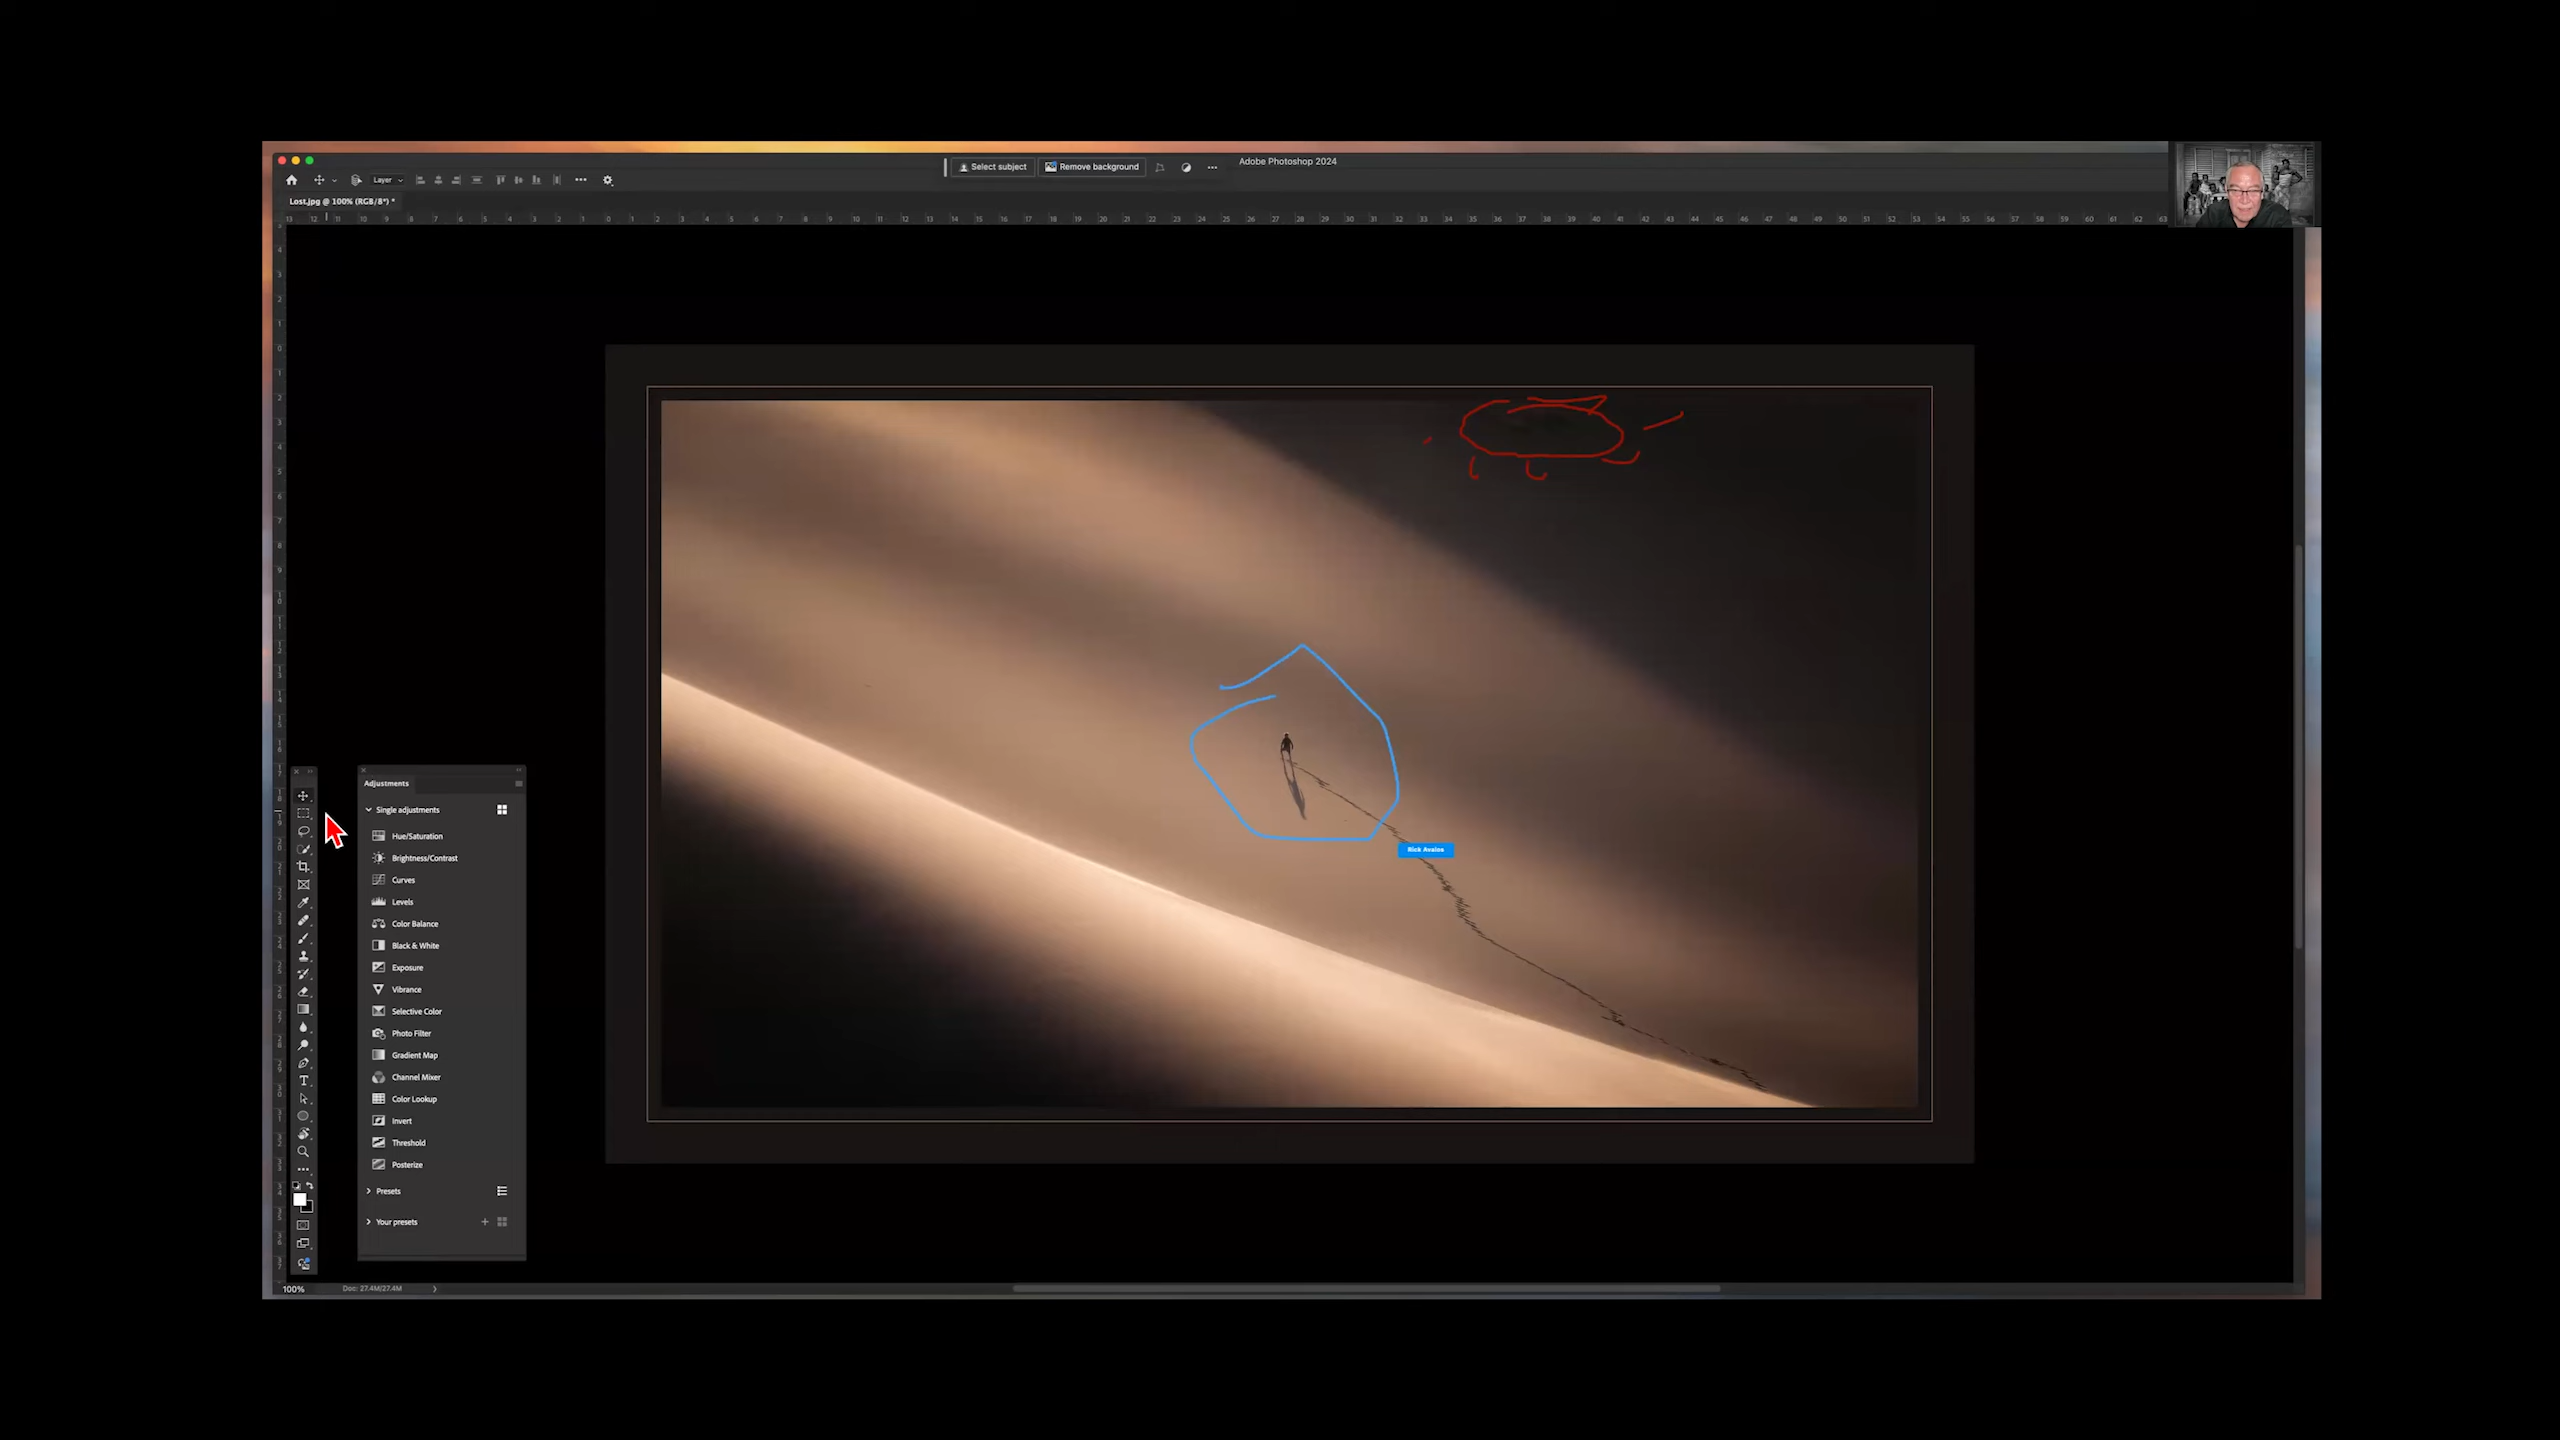 Select subject Remove background Adobe Photoshop 2024
Layer
Lost.jpg @ 100% (RGB/8*) *
Rick Avalos
Adjustments
Single adjustments
Hue/Saturation
Brightness/Contrast
Curves
Levels
Color Balance
Black & White
Exposure
Vibrance
Selective Color
Photo Filter
Gradient Map
Channel Mixer
Color Lookup
Invert
Threshold
Posterize
Presets
Your presets
100% Doc: 27.4M/27.4M